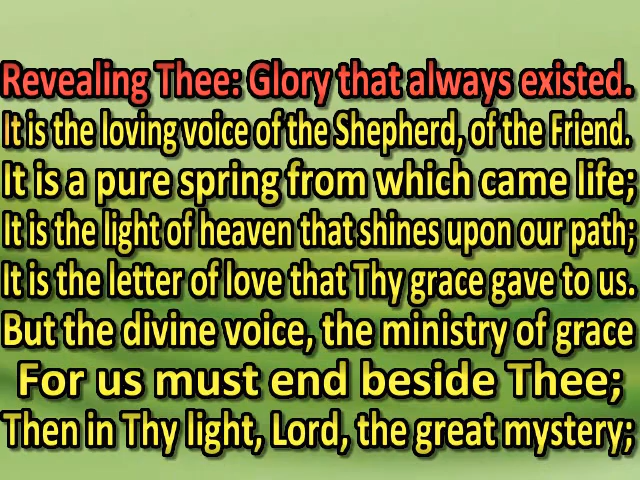 Revealing Thee: Glory that always existed.
It is the loving voice of the Shepherd, of the Friend.
It is a pure spring from which came life;
It is the light of heaven that shines upon our path;
It is the letter of love that Thy grace gave to us.
But the divine voice, the ministry of grace
For us must end beside Thee;
Then in Thy light, Lord, the great mystery;